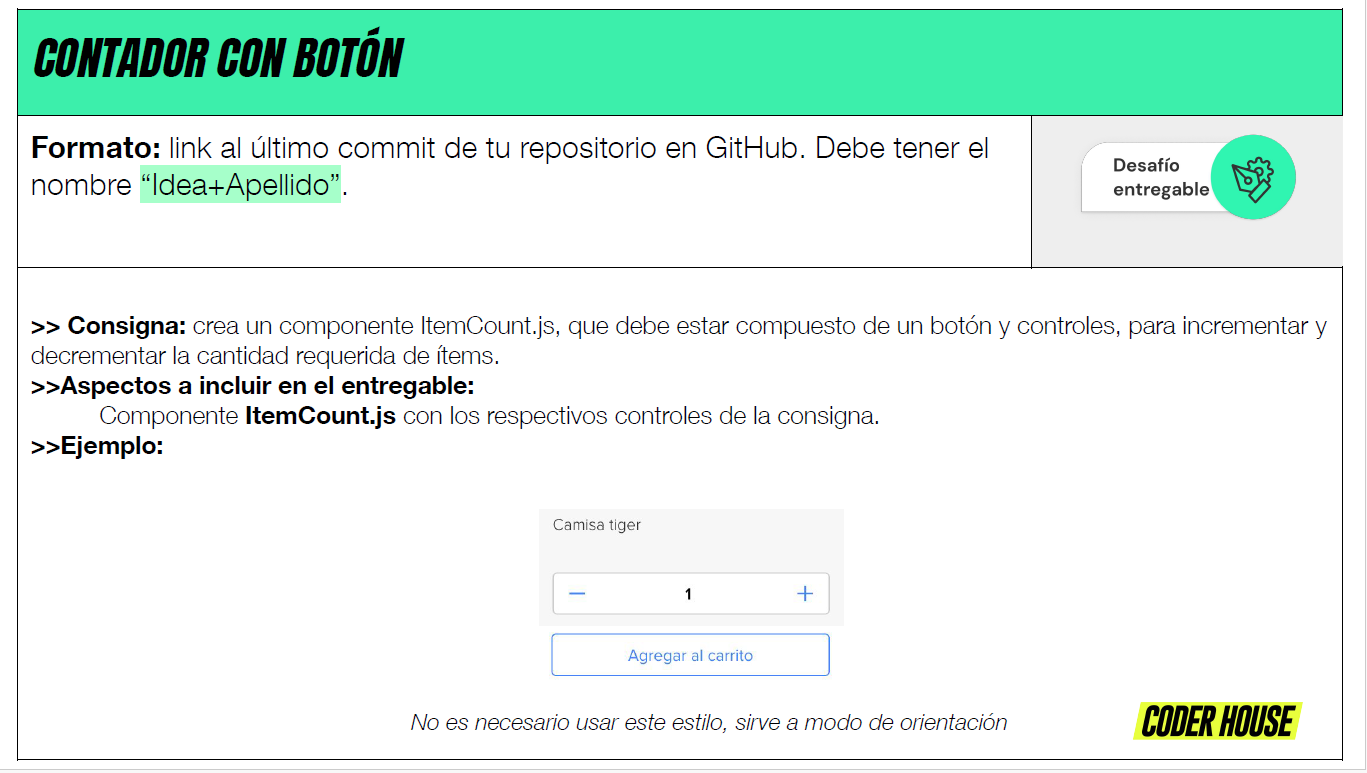 CONTADOR CON BOTÓN
Formato: link al último commit de tu repositorio en GitHub. Debe tener el
nombre “Idea+Apellido”.
Desafío
entregable
>> Consigna: crea un componente ItemCount.js, que debe estar compuesto de un botón y controles, para incrementar y
decrementar la cantidad requerida de ítems.
>>Aspectos a incluir en el entregable:
Componente ItemCount.js con los respectivos controles de la consigna.
>>Ejemplo:
Camisa tiger
− 1 +
Agregar al carrito
No es necesario usar este estilo, sirve a modo de orientación
CODER HOUSE